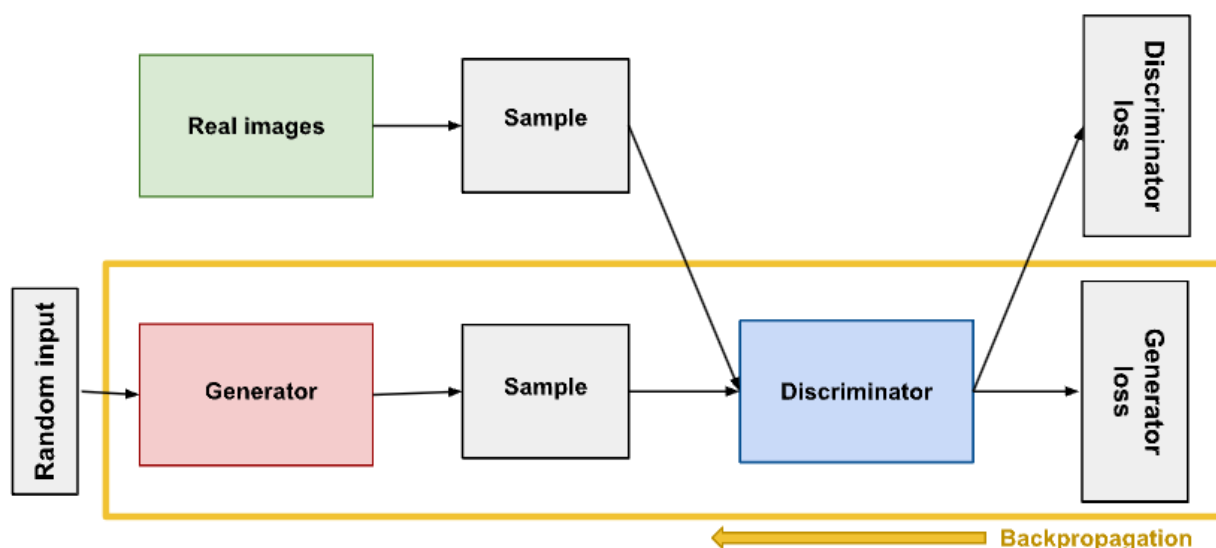 Real images
Sample
Discriminator
loss
Random input
Generator
Sample
Discriminator
Generator
loss
Backpropagation